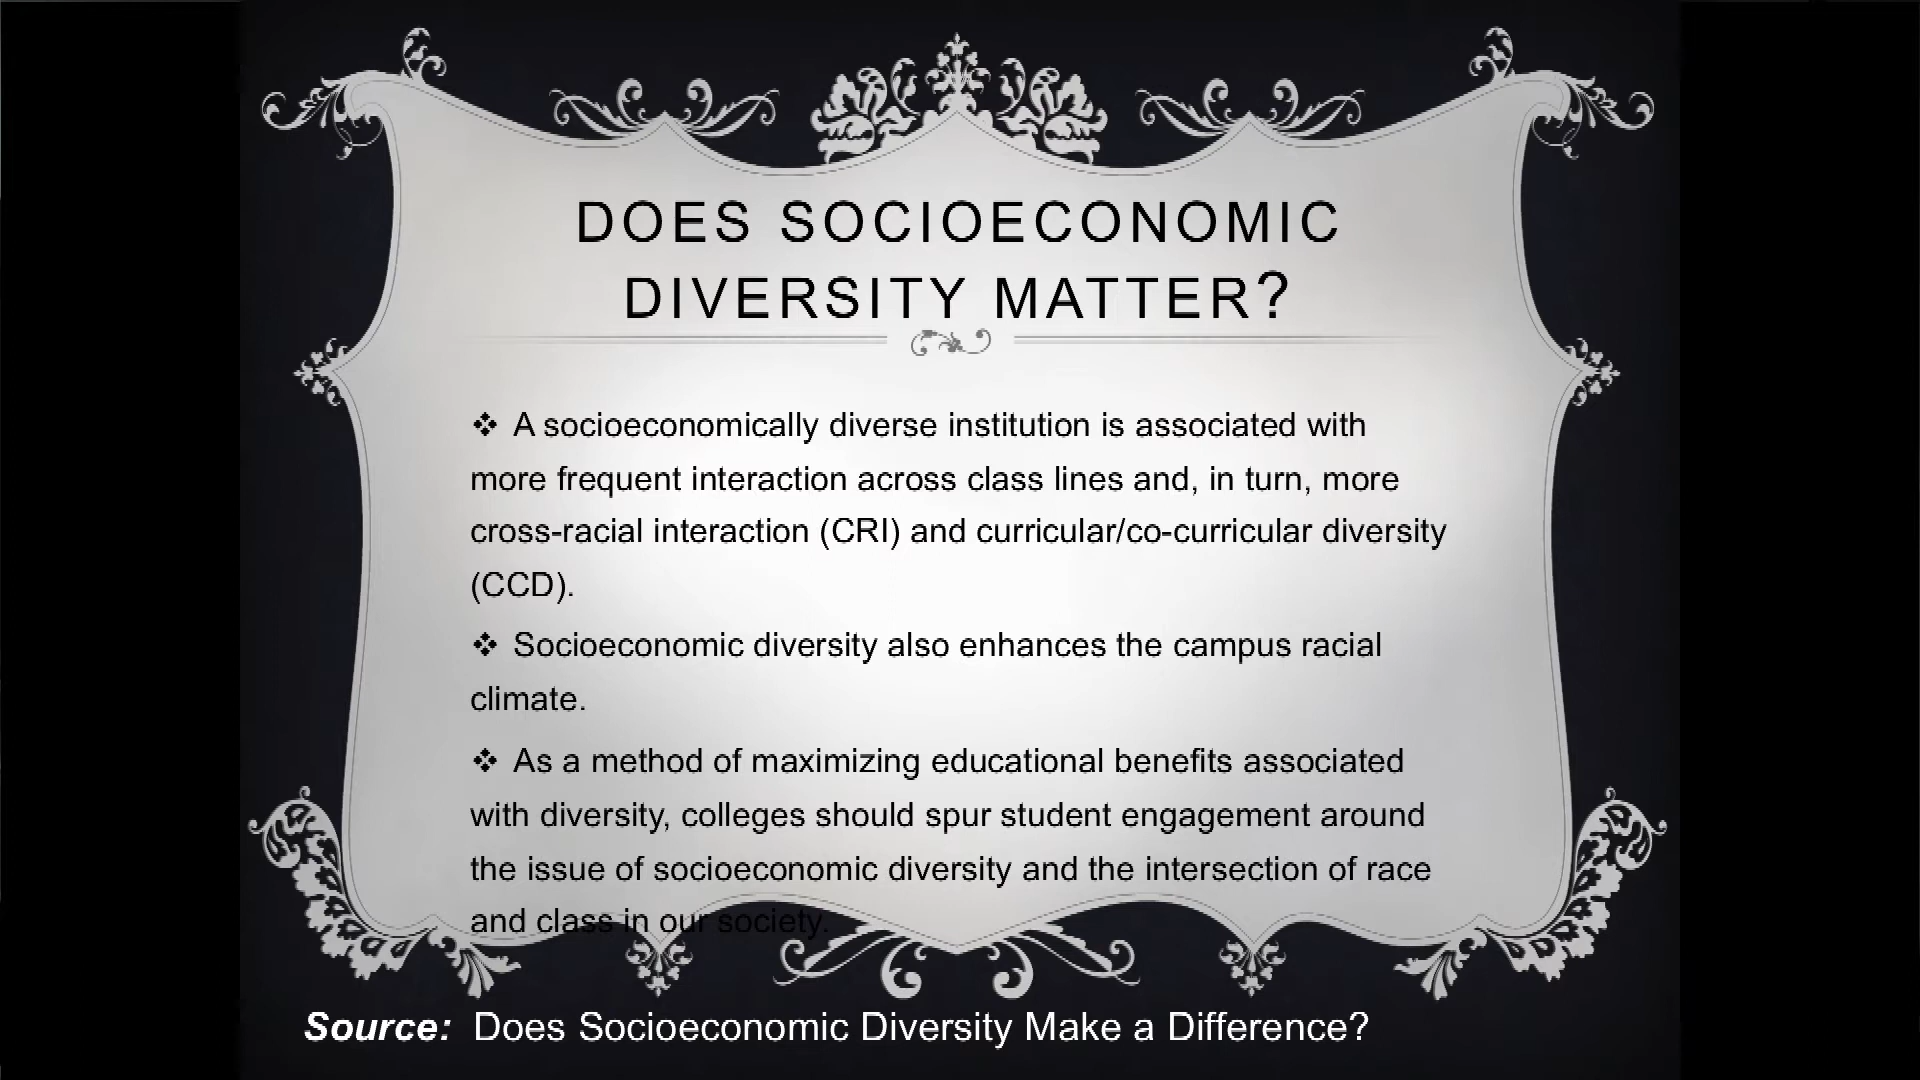 DOES SOCIOECONOMIC
DIVERSITY MATTER?
❖ A socioeconomically diverse institution is associated with
more frequent interaction across class lines and, in turn, more
cross-racial interaction (CRI) and curricular/co-curricular diversity
(CCD).
❖ Socioeconomic diversity also enhances the campus racial
climate.
❖ As a method of maximizing educational benefits associated
with diversity, colleges should spur student engagement around
the issue of socioeconomic diversity and the intersection of race
and class in our society.
Source: Does Socioeconomic Diversity Make a Difference?